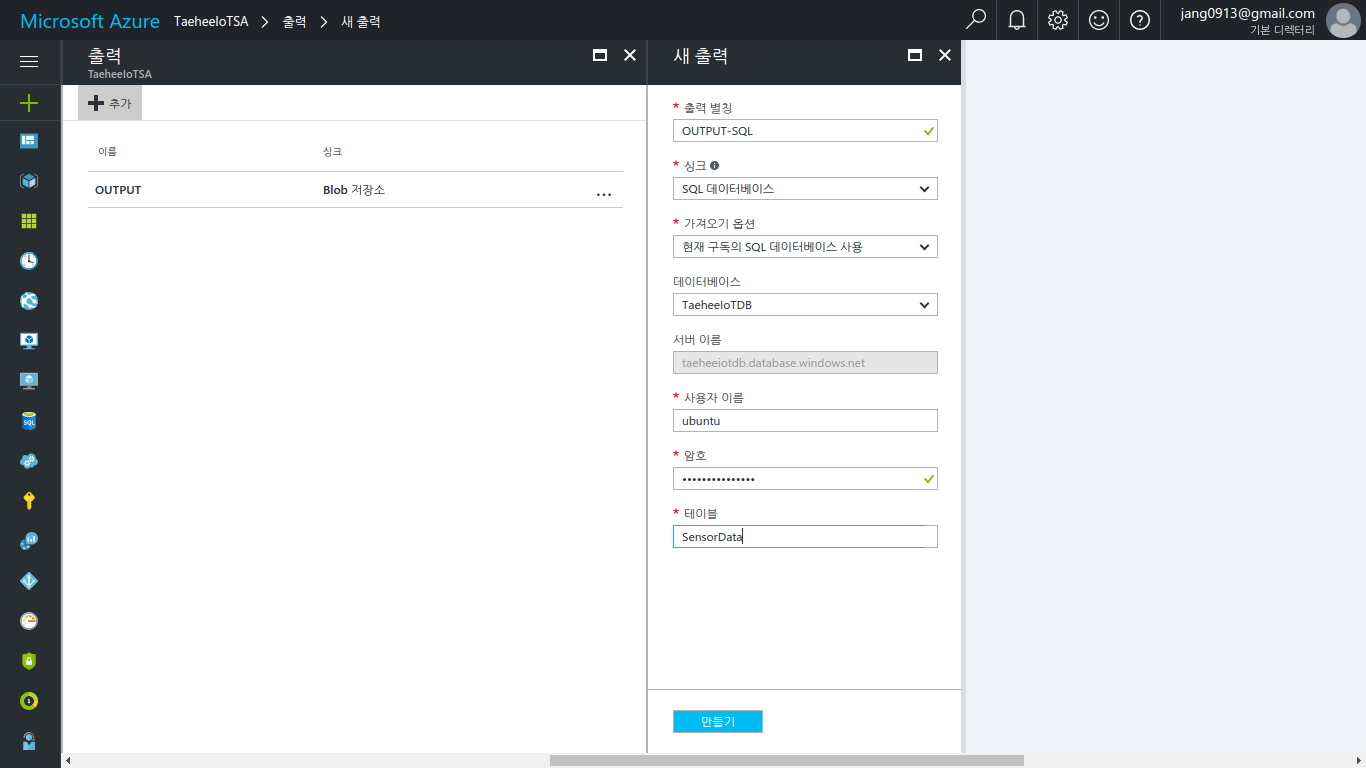 Microsoft Azure TaeheeIoTSA > 출력 > 새 출력
jang0913@gmail.com
기본 디렉터리
출력
TaeheeIoTSA
추가
이름 싱크
OUTPUT Blob 저장소 ...
새 출력
* 출력 별칭
OUTPUT-SQL
* 싱크
SQL 데이터베이스
* 가져오기 옵션
현재 구독의 SQL 데이터베이스 사용
데이터베이스
TaeheeIoTDB
서버 이름
taeheeiotdb.database.windows.net
* 사용자 이름
ubuntu
* 암호
•••••••••••••••
* 테이블
SensorData
만들기
SQL